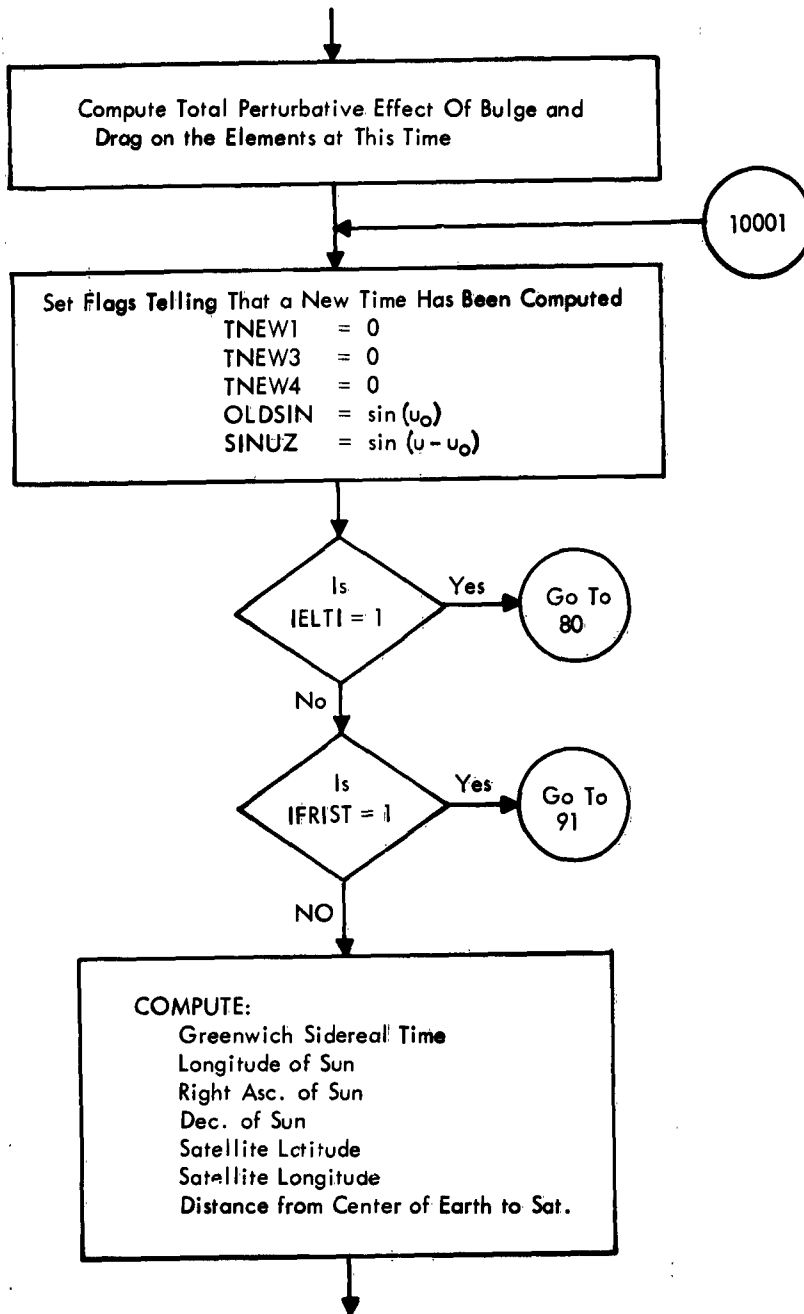 Compute Total Perturbative Effect Of Bulge and
Drag on the Elements at This Time
10001
Set Flags Telling That a New Time Has Been Computed
TNEW1 = 0
TNEW3 = 0
TNEW4 = 0
OLDSIN = sin (u₀)
SINUZ = sin (u - u₀)
Is
IELTI = 1
Yes
Go To
80
No
Is
IFRIST = 1
Yes
Go To
91
NO
COMPUTE:
Greenwich Sidereal Time
Longitude of Sun
Right Asc. of Sun
Dec. of Sun
Satellite Lctitude
Satellite Longitude
Distance from Center of Earth to Sat.